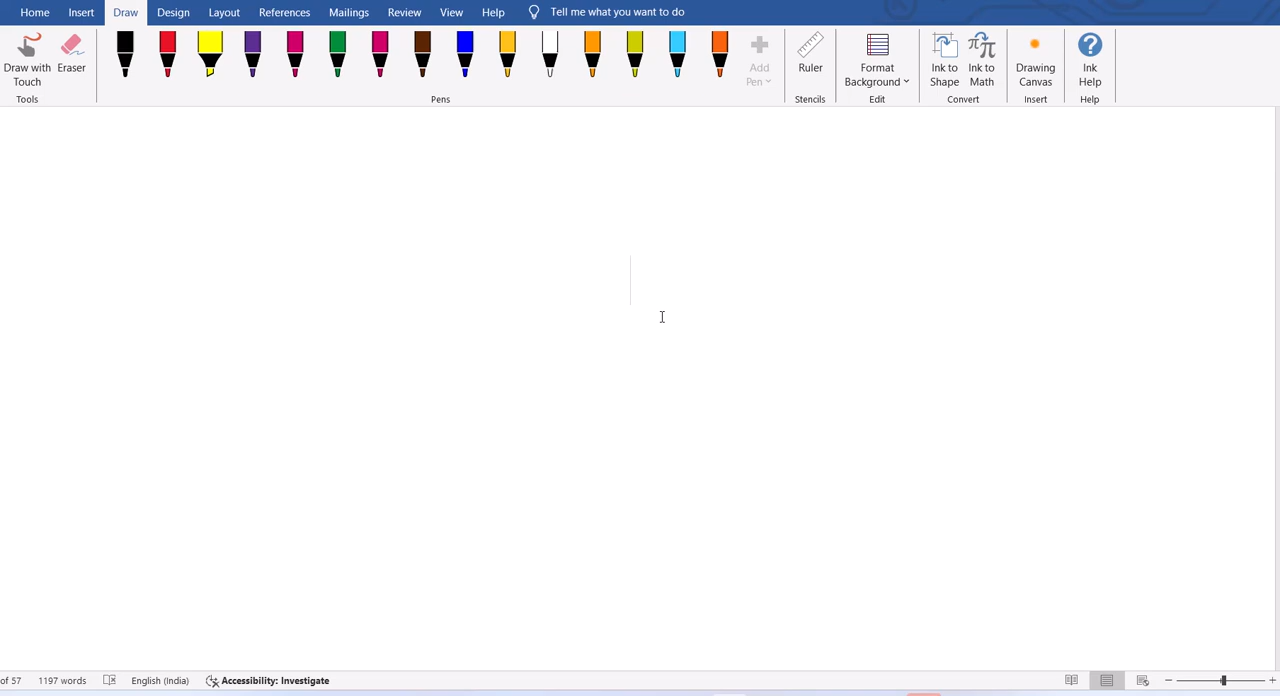 Home Insert Draw Design Layout References Mailings Review View Help Tell me what you want to do
Draw with Touch
Eraser
Add Pen
Ruler
Format Background
Ink to Shape
Ink to Math
Drawing Canvas
Ink Help
Tools Pens Stencils Edit Convert Insert Help
of 57 1197 words English (India) Accessibility: Investigate